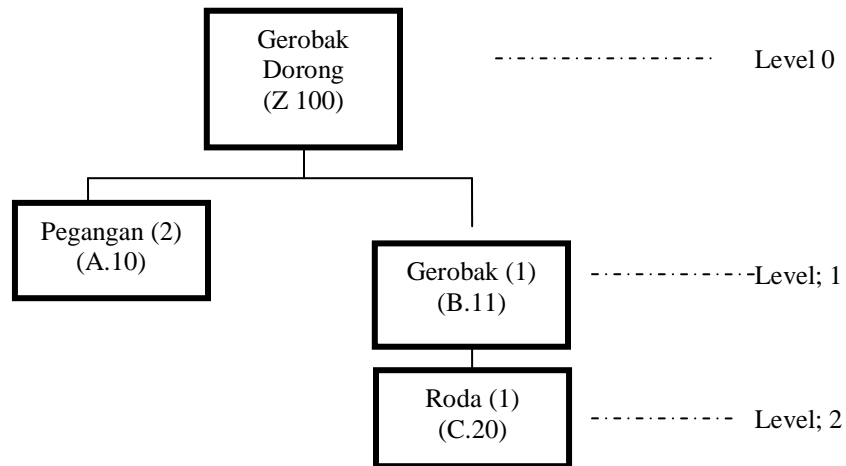 Gerobak
Dorong
(Z 100)
Level 0
Pegangan (2)
(A.10)
Gerobak (1)
(B.11)
Level; 1
Roda (1)
(C.20)
Level; 2